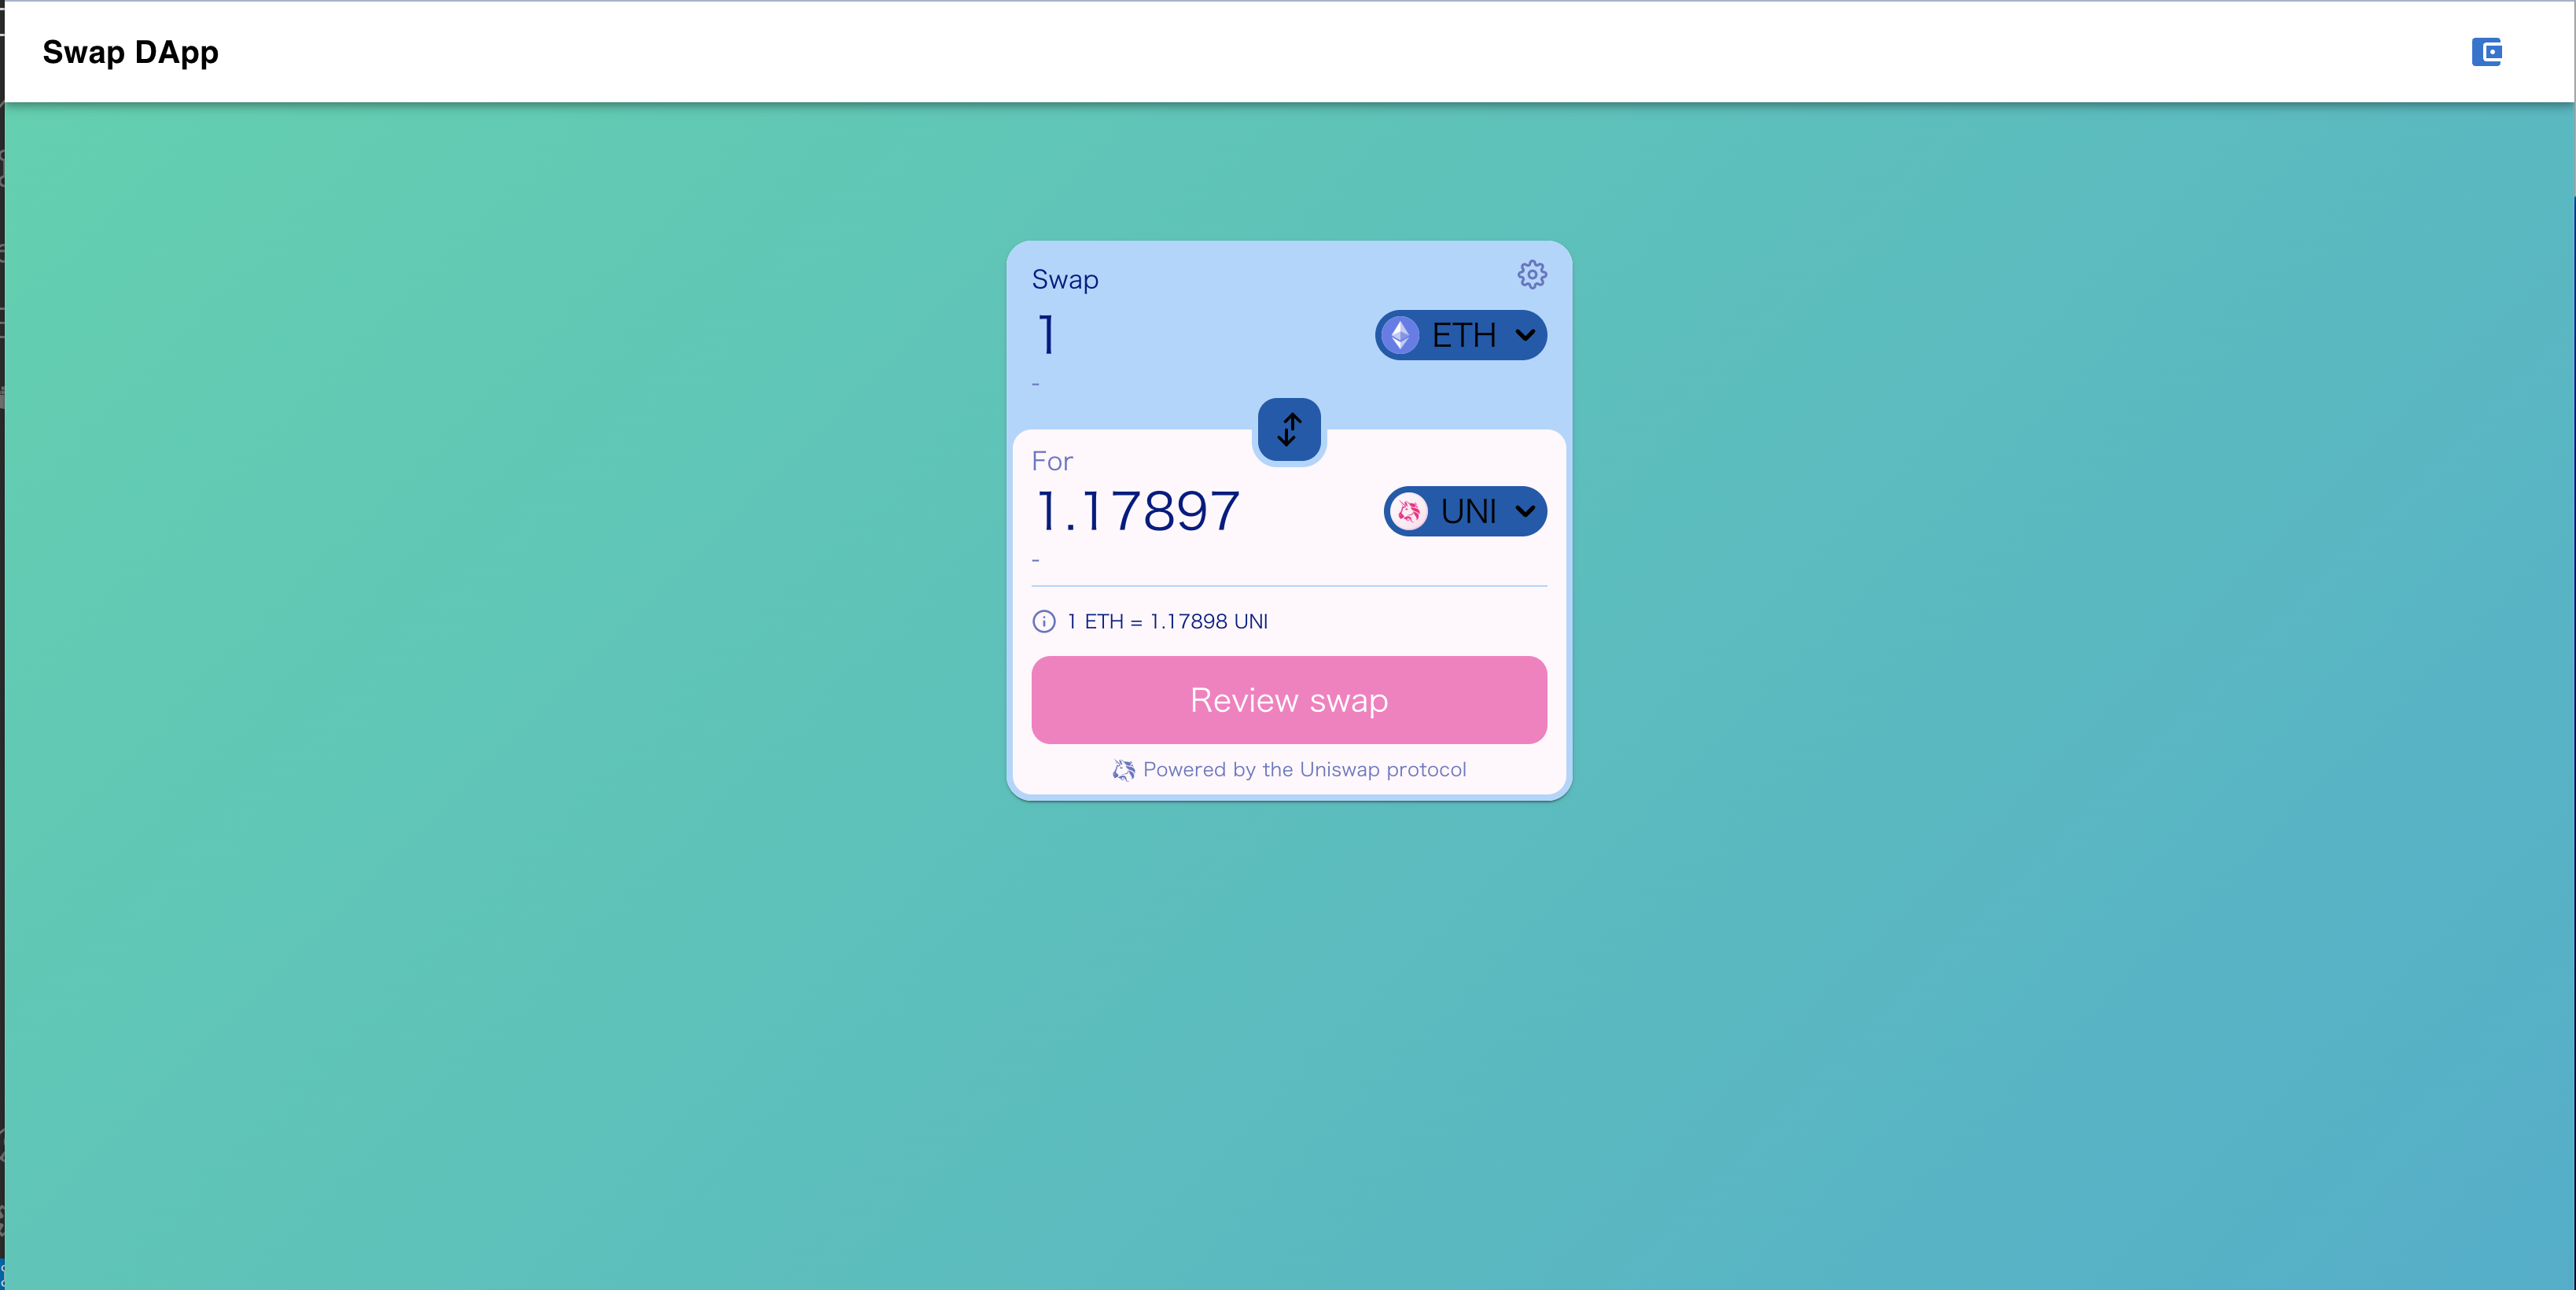 Swap DApp
Swap
1
ETH
-
For
1.17897
UNI
-
1 ETH = 1.17898 UNI
Review swap
Powered by the Uniswap protocol